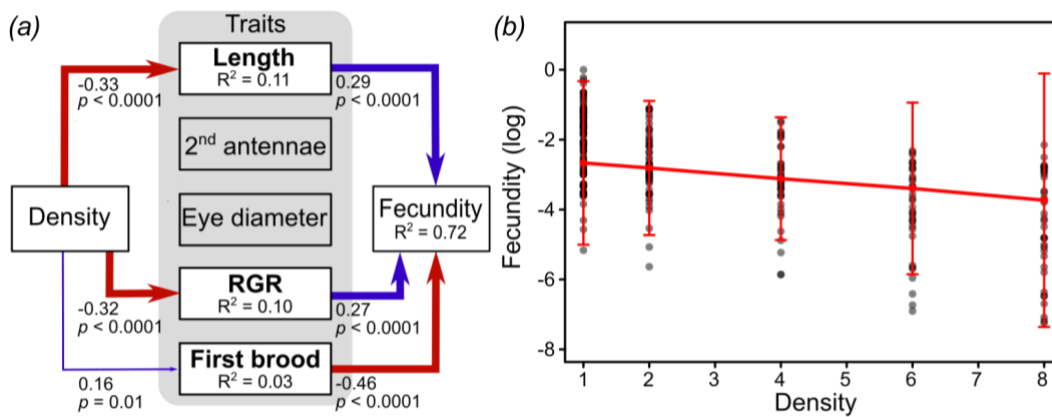 (a)
Traits
Length
R² = 0.11
-0.33
p < 0.0001
0.29
p < 0.0001
2nd antennae
Density
Eye diameter
Fecundity
R² = 0.72
RGR
R² = 0.10
-0.32
p < 0.0001
0.27
p < 0.0001
First brood
R² = 0.03
0.16
p = 0.01
-0.46
p < 0.0001
(b)
Fecundity (log)
0
-2
-4
-6
-8
1 2 3 4 5 6 7 8
Density